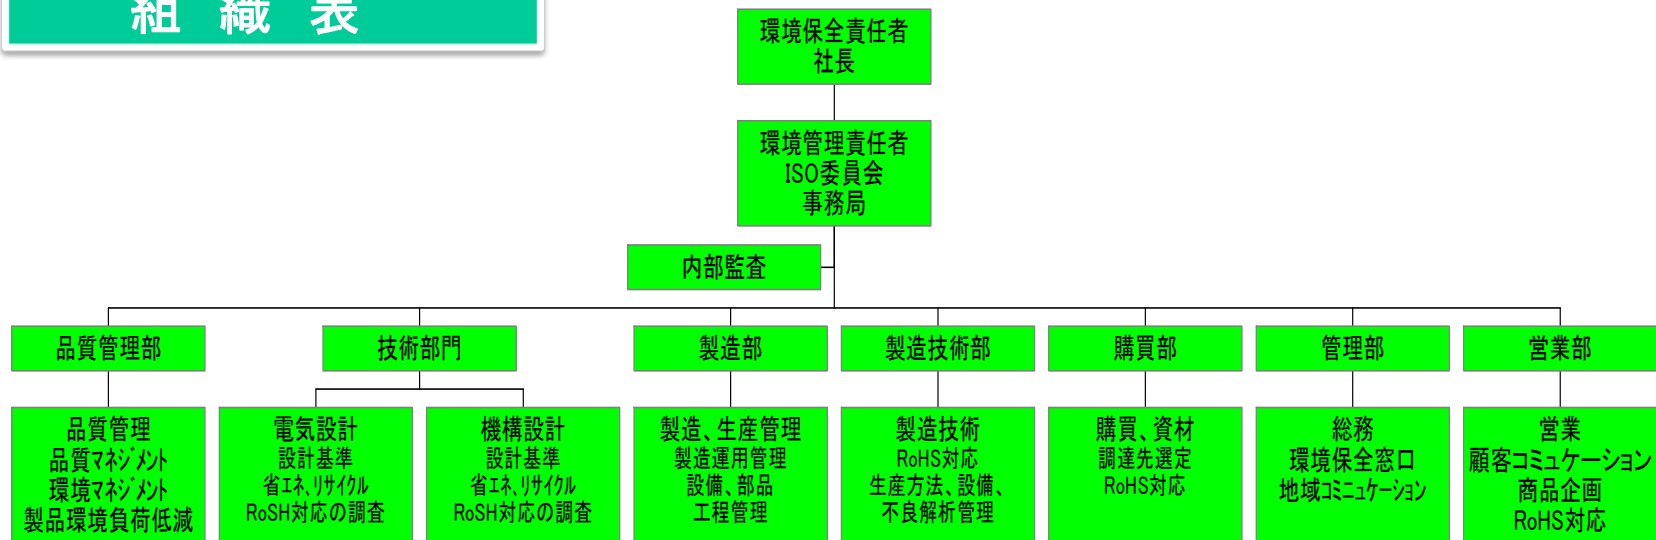 組織表
環境保全責任者
社長
環境管理責任者
ISO委員会
事務局
内部監査
品質管理部
技術部門
製造部
製造技術部
購買部
管理部
営業部
品質管理
品質マネジメント
環境マネジメント
製品環境負荷低減
電気設計
設計基準
省エネ、リサイクル
RoSH対応の調査
機構設計
設計基準
省エネ、リサイクル
RoSH対応の調査
製造、生産管理
製造運用管理
設備、部品
工程管理
製造技術
RoHS対応
生産方法、設備、
不良解析管理
購買、資材
調達先選定
RoHS対応
総務
環境保全窓口
地域コミニュケーション
営業
顧客コミュケーション
商品企画
RoHS対応